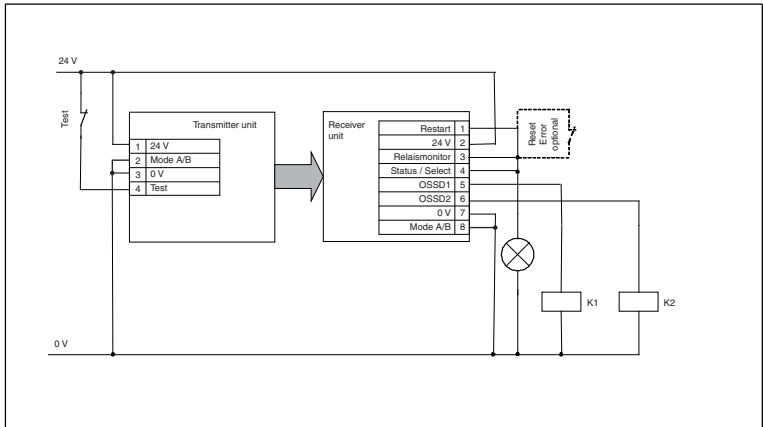 24 V
Test
Transmitter unit
1 24 V
2 Mode A/B
3 0 V
4 Test
Receiver
unit
Restart 1
24 V 2
Relaismonitor 3
Status / Select 4
OSSD1 5
OSSD2 6
0 V 7
Mode A/B 8
Reset
Error
optional
K1
K2
0 V